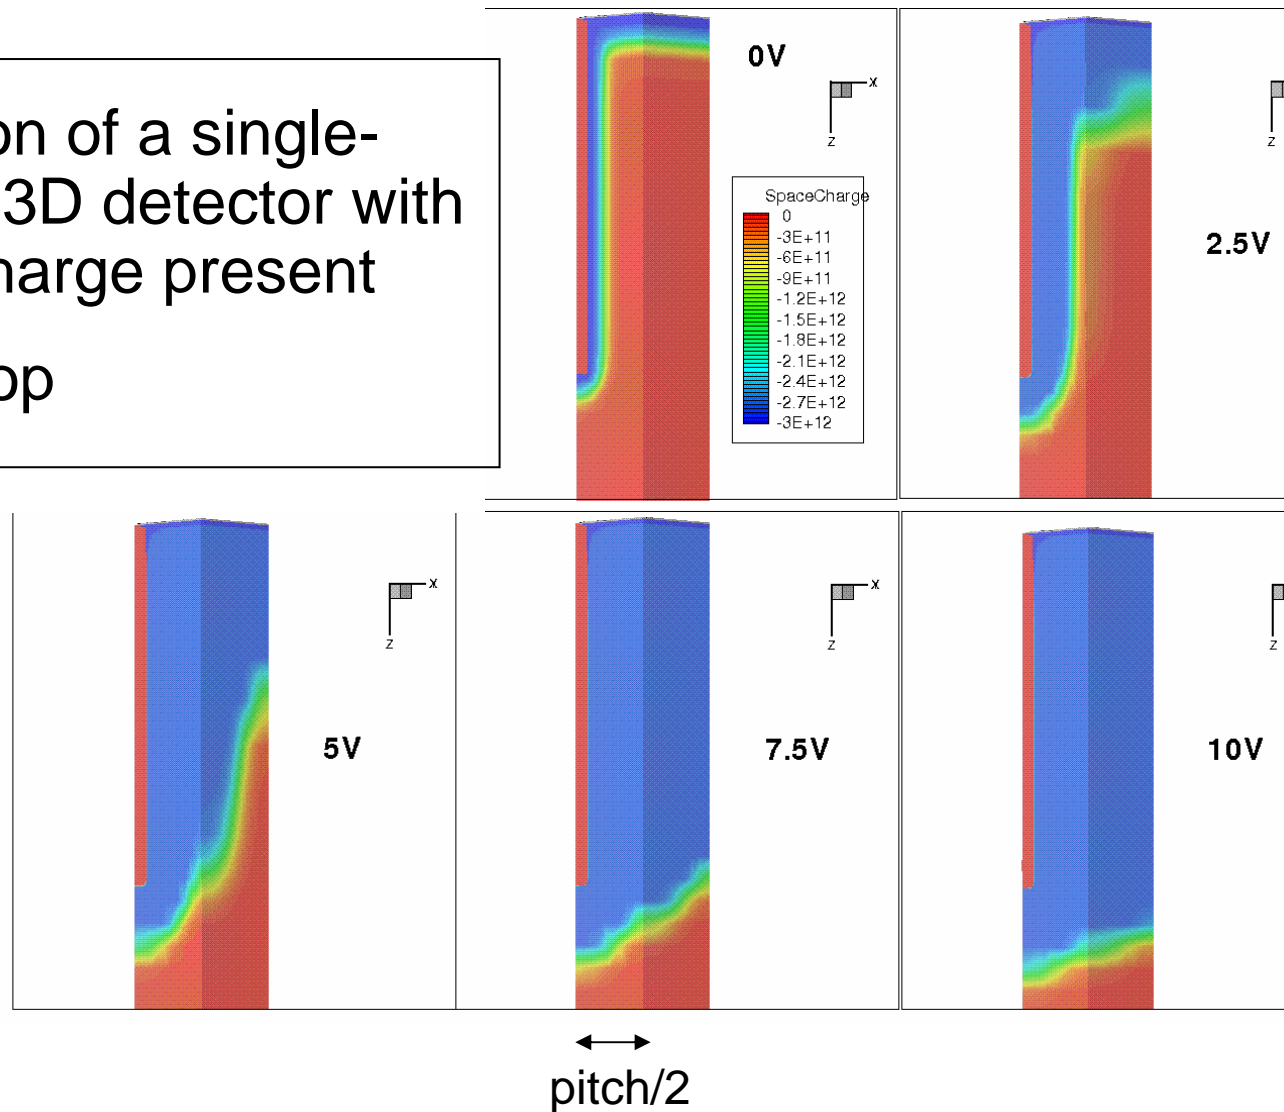 on of a single-
3D detector with
harge present
op
0V
x
z
SpaceCharge
0
-3E+11
-6E+11
-9E+11
-1.2E+12
-1.5E+12
-1.8E+12
-2.1E+12
-2.4E+12
-2.7E+12
-3E+12
z
2.5V
x
z
5V
x
z
7.5V
z
10V
pitch/2